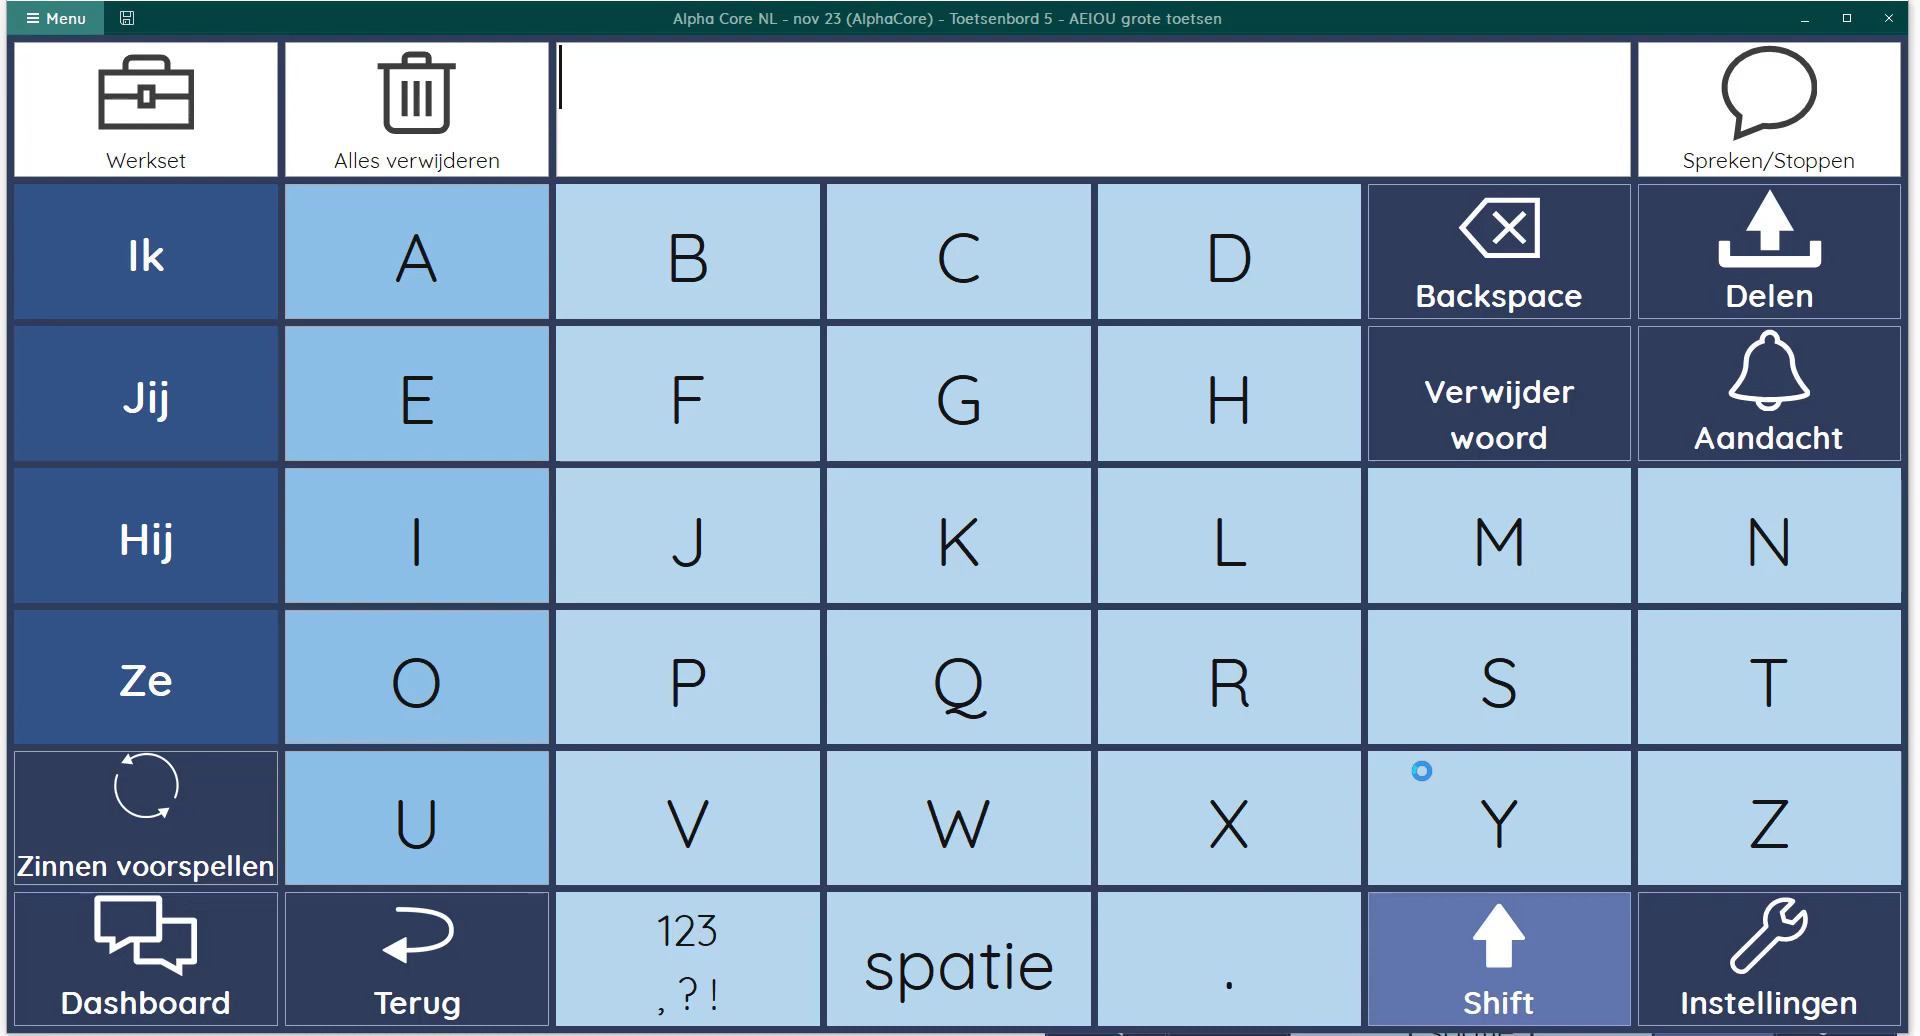 Menu
Alpha Core NL - nov 23 (AlphaCore) - Toetsenbord 5 - AEIOU grote toetsen
Werkset
Alles verwijderen
Spreken/Stoppen
Ik
A
B
C
D
Backspace
Delen
Jij
E
F
G
H
Verwijder
woord
Aandacht
Hij
I
J
K
L
M
N
Ze
O
P
Q
R
S
T
Zinnen voorspellen
U
V
W
X
Y
Z
Dashboard
Terug
123
, ? !
spatie
.
Shift
Instellingen